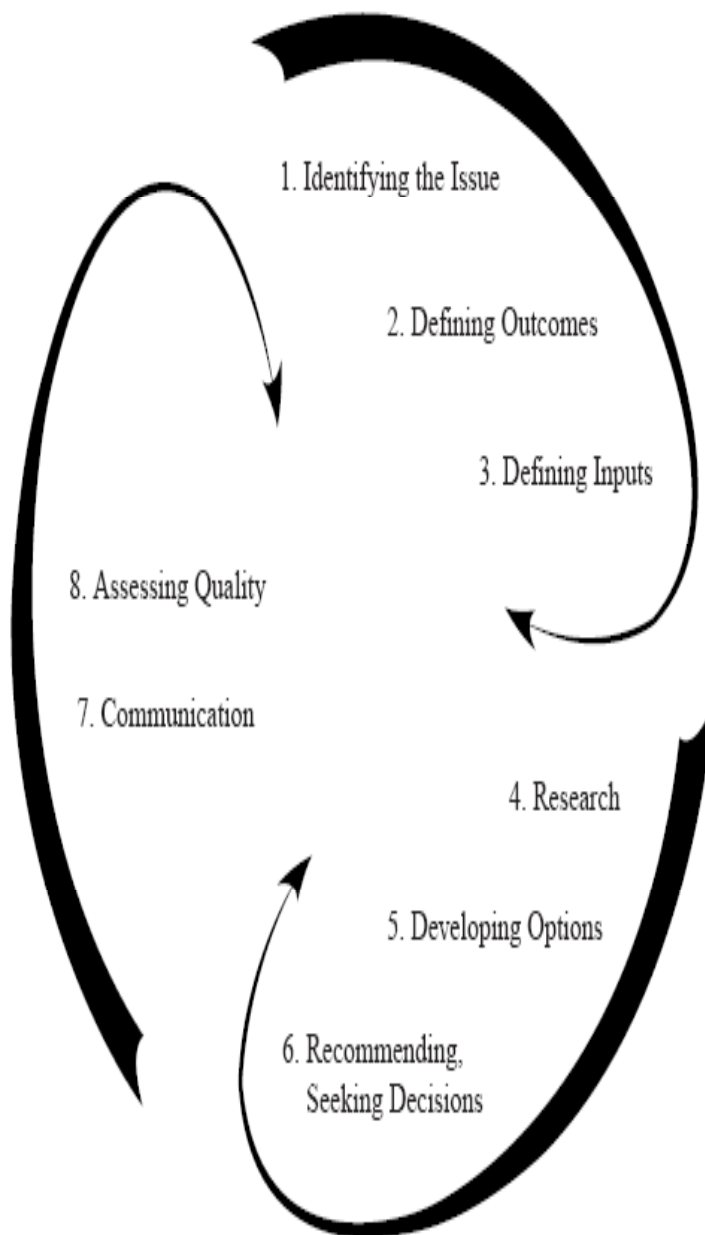 1. Identifying the Issue
2. Defining Outcomes
3. Defining Inputs
4. Research
5. Developing Options
6. Recommending,
Seeking Decisions
7. Communication
8. Assessing Quality